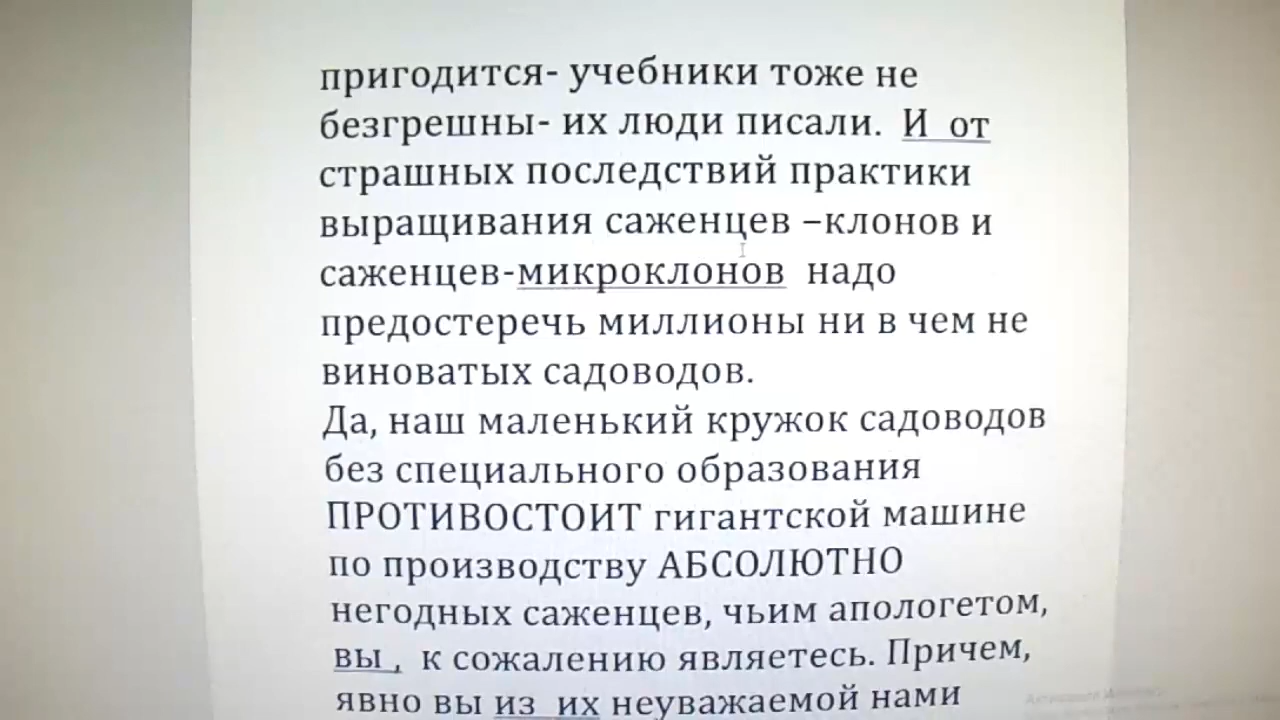 пригодится- учебники тоже не
безгрешны- их люди писали.  И  от
страшных последствий практики
выращивания саженцев –клонов и
саженцев-микроклонов  надо
предостеречь миллионы ни в чем не
виноватых садоводов.
Да, наш маленький кружок садоводов
без специального образования
ПРОТИВОСТОИТ гигантской машине
по производству АБСОЛЮТНО
негодных саженцев, чьим апологетом,
вы ,  к сожалению являетесь. Причем,
явно вы из  их неуважаемой нами